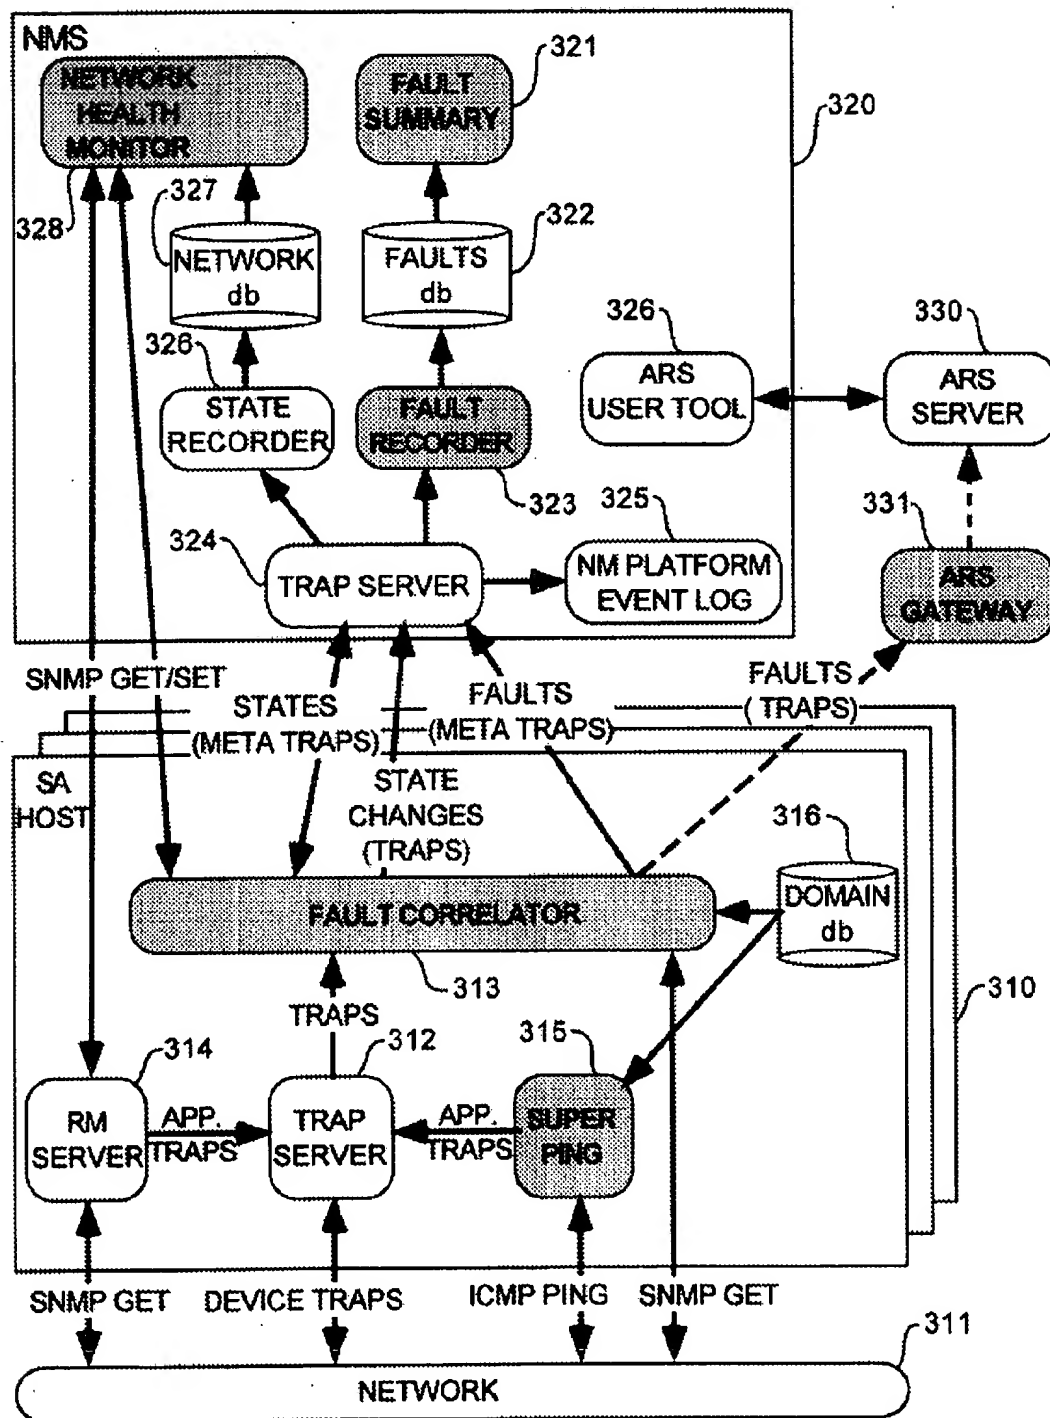 NMS
NETWORK
HEALTH
MONITOR
FAULT
SUMMARY
321
320
328
327
322
NETWORK
db
FAULTS
db
326
STATE
RECORDER
FAULT
RECORDER
323
326
ARS
USER TOOL
330
ARS
SERVER
324
TRAP SERVER
325
NM PLATFORM
EVENT LOG
331
ARS
GATEWAY
SNMP GET/SET
STATES
(META TRAPS)
FAULTS
(META TRAPS)
FAULTS
( TRAPS)
SA
HOST
STATE
CHANGES
(TRAPS)
316
DOMAIN
db
FAULT CORRELATOR
313
310
TRAPS
314
RM
SERVER
APP.
TRAPS
312
TRAP
SERVER
APP.
TRAPS
315
SUPER
PING
SNMP GET
DEVICE TRAPS
ICMP PING
SNMP GET
311
NETWORK